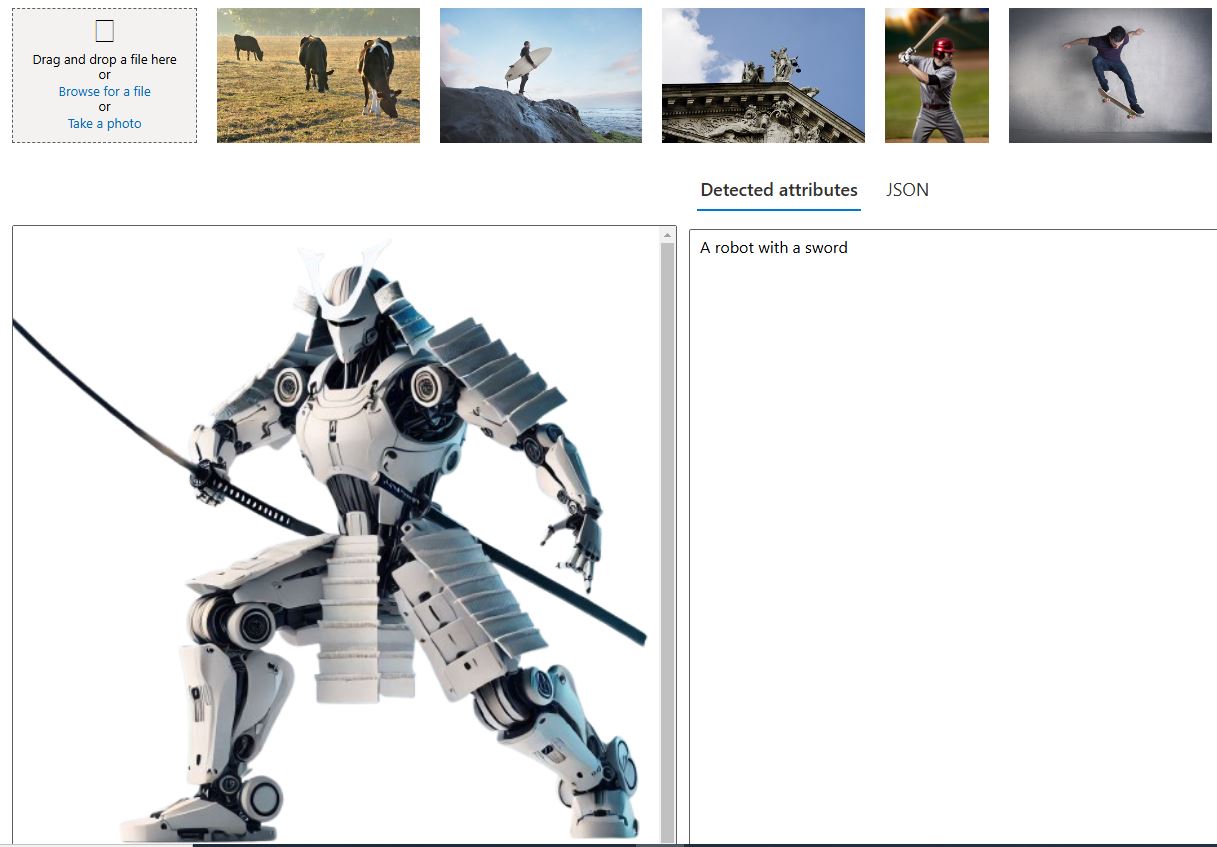 Drag and drop a file here
or
Browse for a file
or
Take a photo
Detected attributes
JSON
A robot with a sword